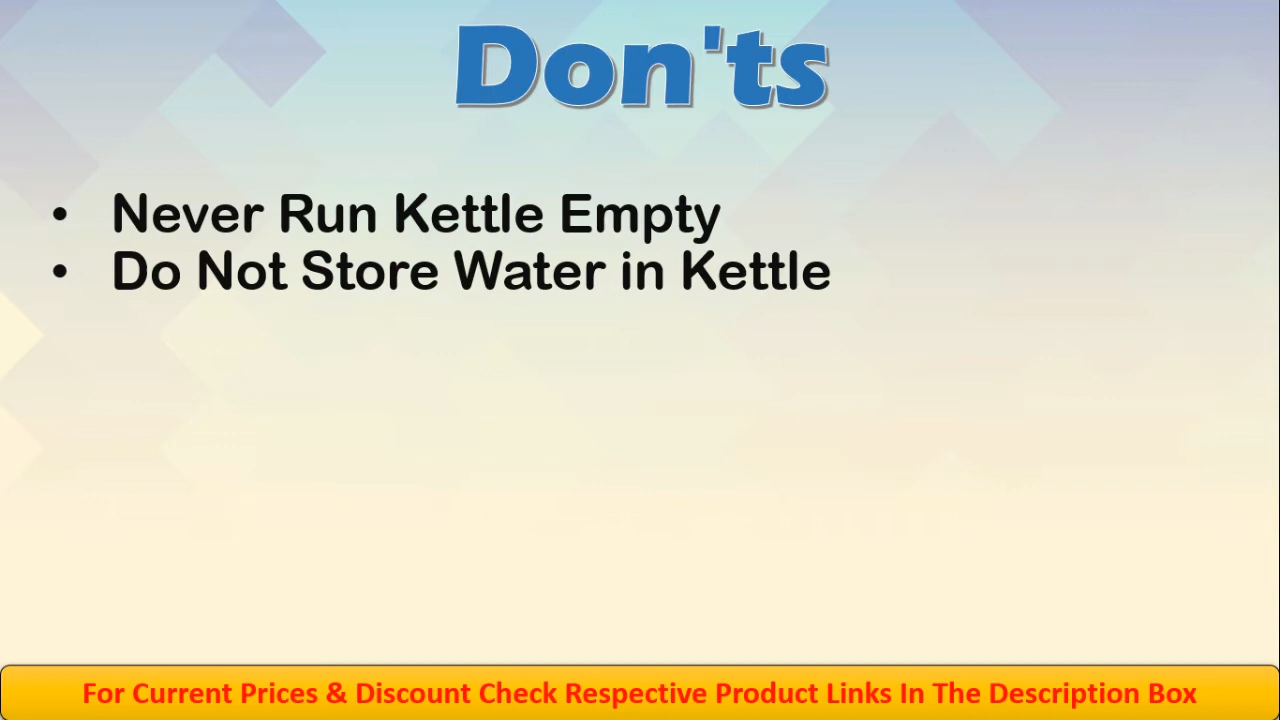 Don'ts
• Never Run Kettle Empty
• Do Not Store Water in Kettle
For Current Prices & Discount Check Respective Product Links In The Description Box